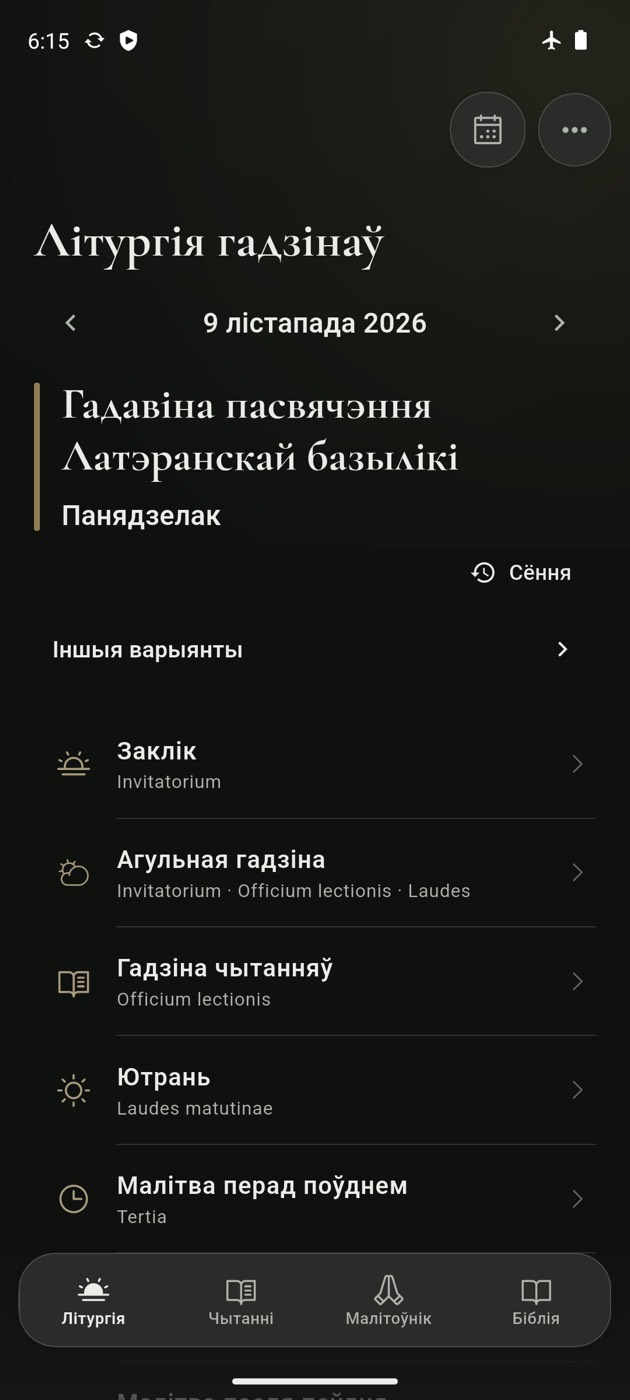 6:15
Літургія гадзінаў
9 лістапада 2026
Гадавіна пасвячэння
Латэранскай базылікі
Панядзелак
Сёння
Іншыя варыянты
Заклік
Invitatorium
Агульная гадзіна
Invitatorium · Officium lectionis · Laudes
Гадзіна чытанняў
Officium lectionis
Ютрань
Laudes matutinae
Малітва перад поўднем
Tertia
Літургія
Чытанні
Малітоўнік
Біблія